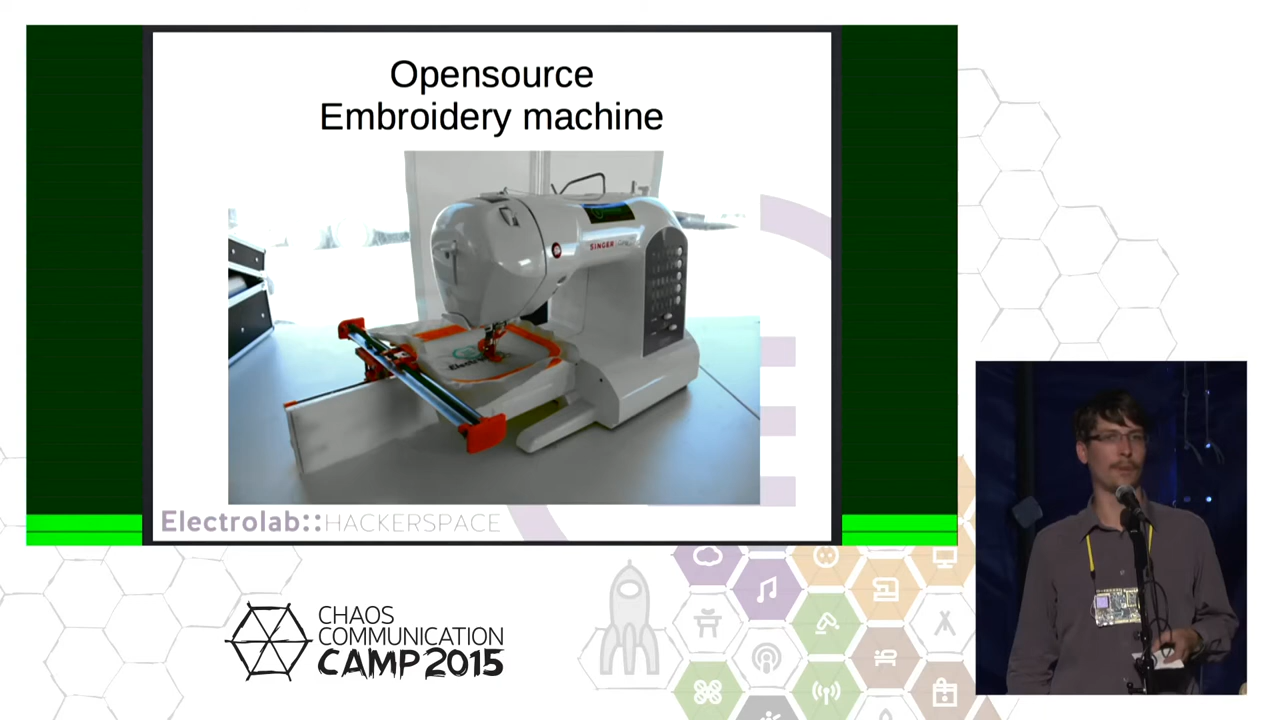 Opensource
Embroidery machine
SINGER
Electrolab::HACKERSPACE
CHAOS
COMMUNICATION
CAMP 2015